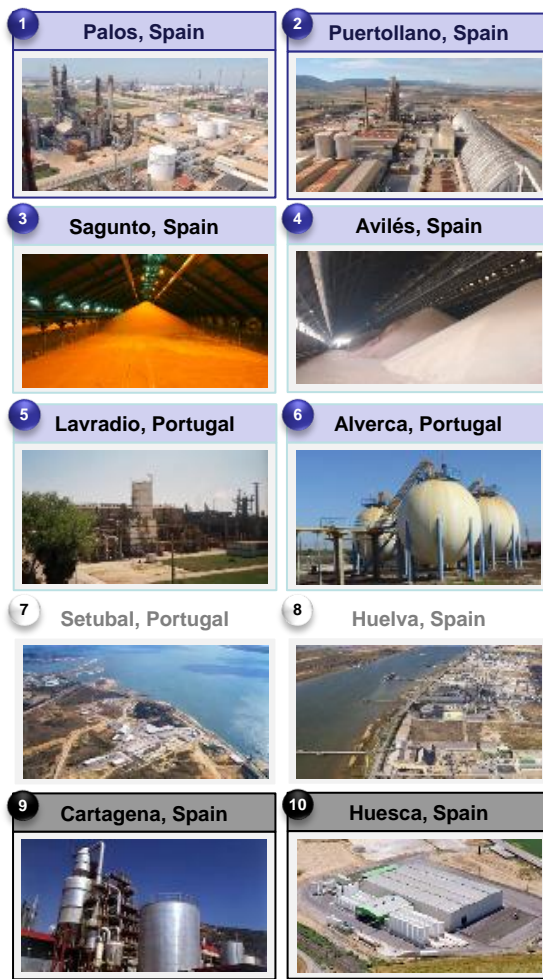 1
Palos, Spain
2
Puertollano, Spain
3
Sagunto, Spain
4
Avilés, Spain
5
Lavradio, Portugal
6
Alverca, Portugal
7
Setubal, Portugal
8
Huelva, Spain
9
Cartagena, Spain
10
Huesca, Spain